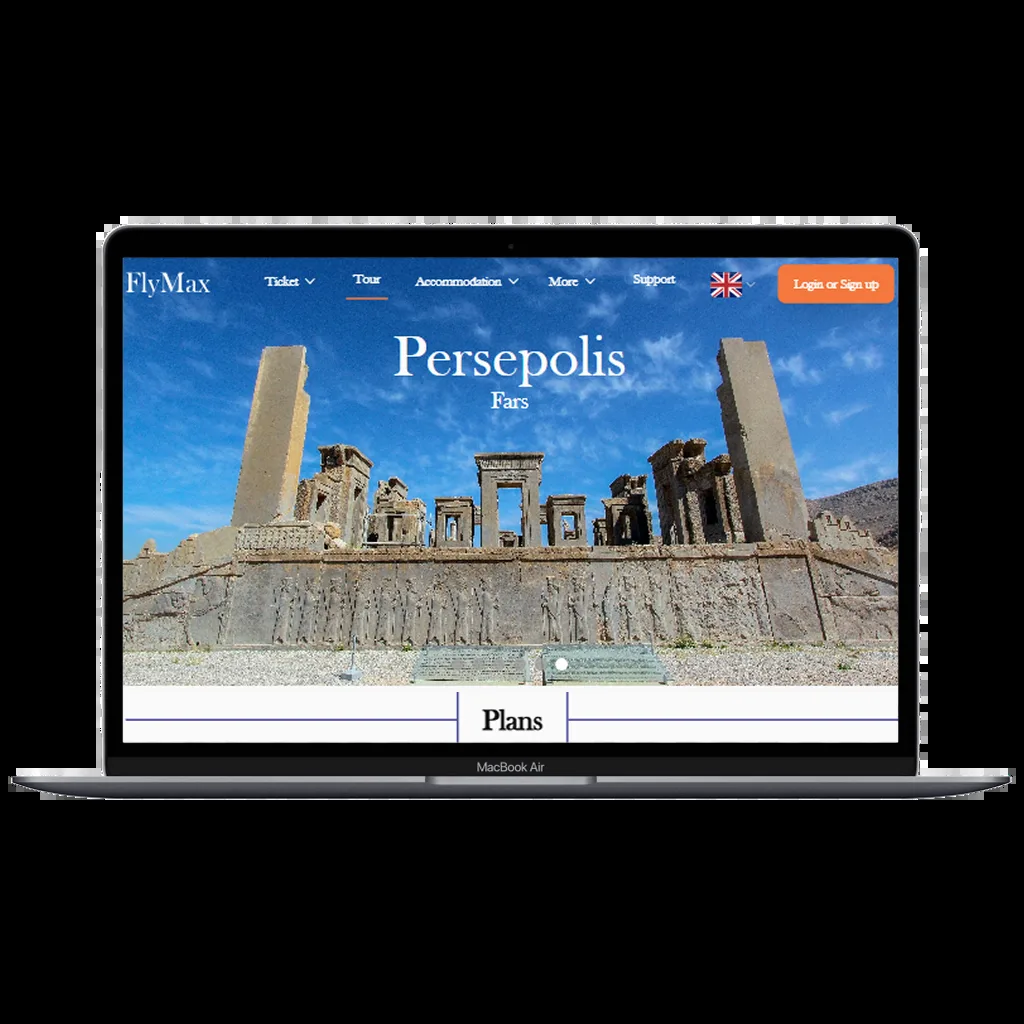 FlyMax Ticket Tour Accommodation More Support Login or Sign up
Persepolis
Fars
Plans
MacBook Air